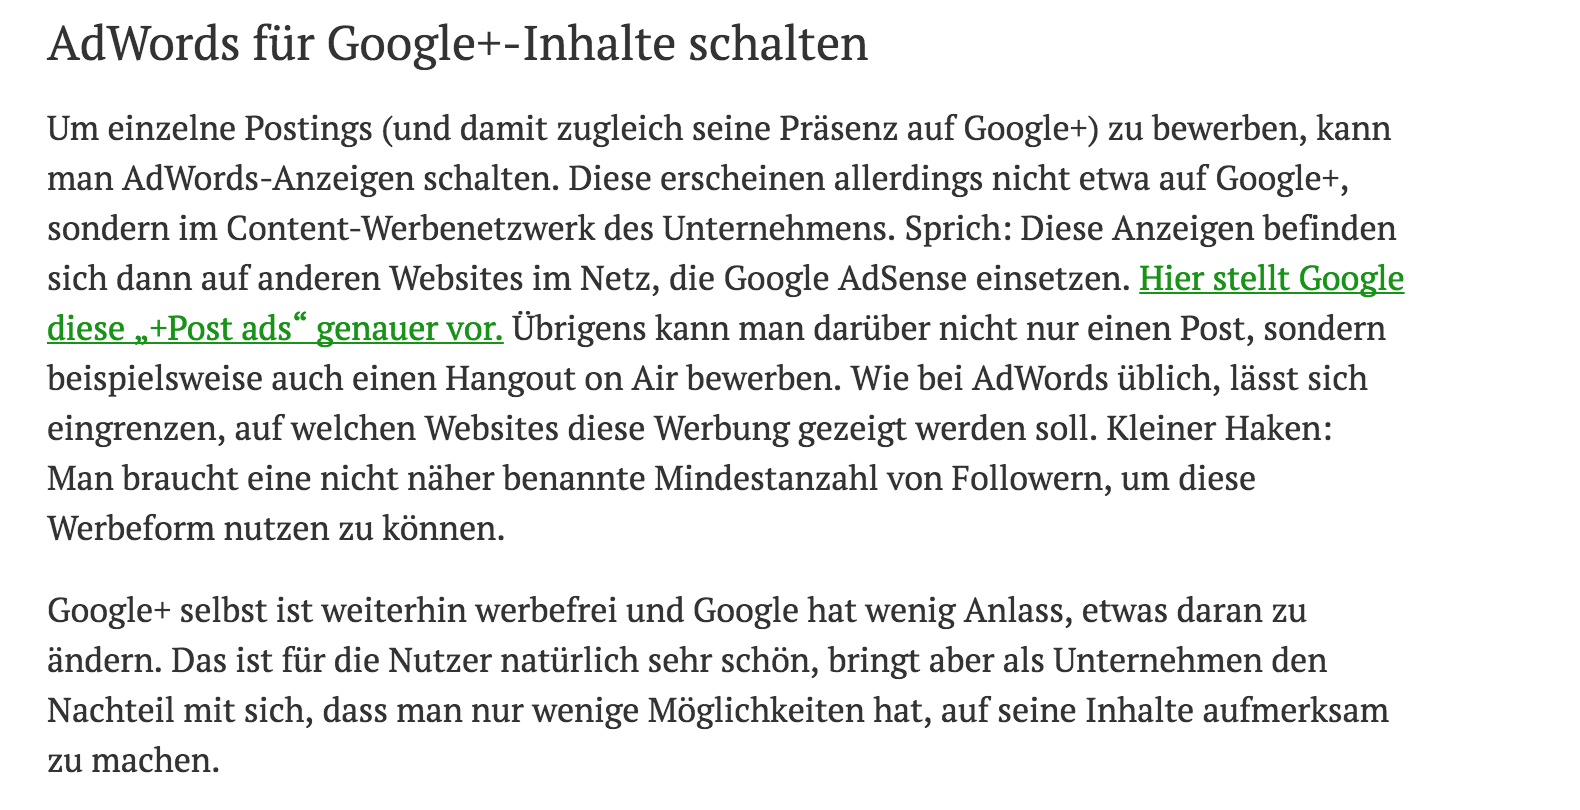 AdWords für Google+-Inhalte schalten
Um einzelne Postings (und damit zugleich seine Präsenz auf Google+) zu bewerben, kann
man AdWords-Anzeigen schalten. Diese erscheinen allerdings nicht etwa auf Google+,
sondern im Content-Werbenetzwerk des Unternehmens. Sprich: Diese Anzeigen befinden
sich dann auf anderen Websites im Netz, die Google AdSense einsetzen. Hier stellt Google
diese „+Post ads“ genauer vor. Übrigens kann man darüber nicht nur einen Post, sondern
beispielsweise auch einen Hangout on Air bewerben. Wie bei AdWords üblich, lässt sich
eingrenzen, auf welchen Websites diese Werbung gezeigt werden soll. Kleiner Haken:
Man braucht eine nicht näher benannte Mindestanzahl von Followern, um diese
Werbeform nutzen zu können.
Google+ selbst ist weiterhin werbefrei und Google hat wenig Anlass, etwas daran zu
ändern. Das ist für die Nutzer natürlich sehr schön, bringt aber als Unternehmen den
Nachteil mit sich, dass man nur wenige Möglichkeiten hat, auf seine Inhalte aufmerksam
zu machen.